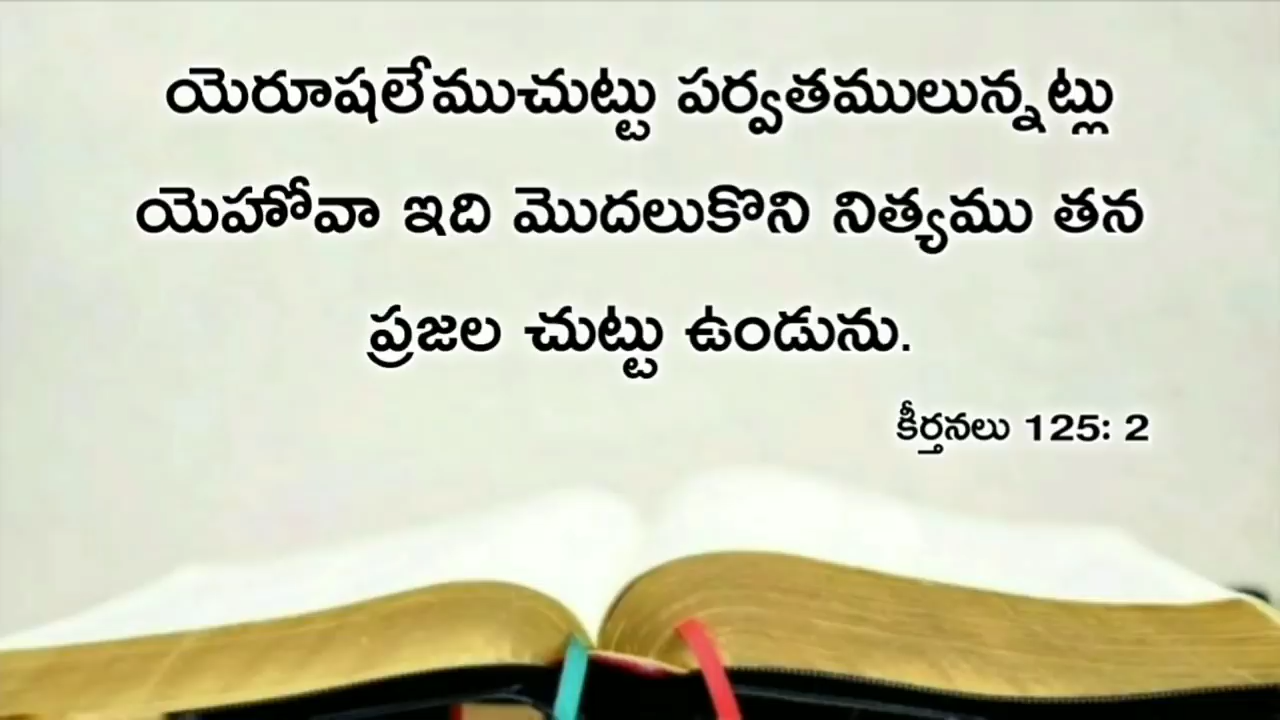 యెరూషలేముచుట్టు పర్వతములున్నట్లు
యెహోవా ఇది మొదలుకొని నిత్యము తన
ప్రజల చుట్టు ఉండును.
కీర్తనలు 125: 2